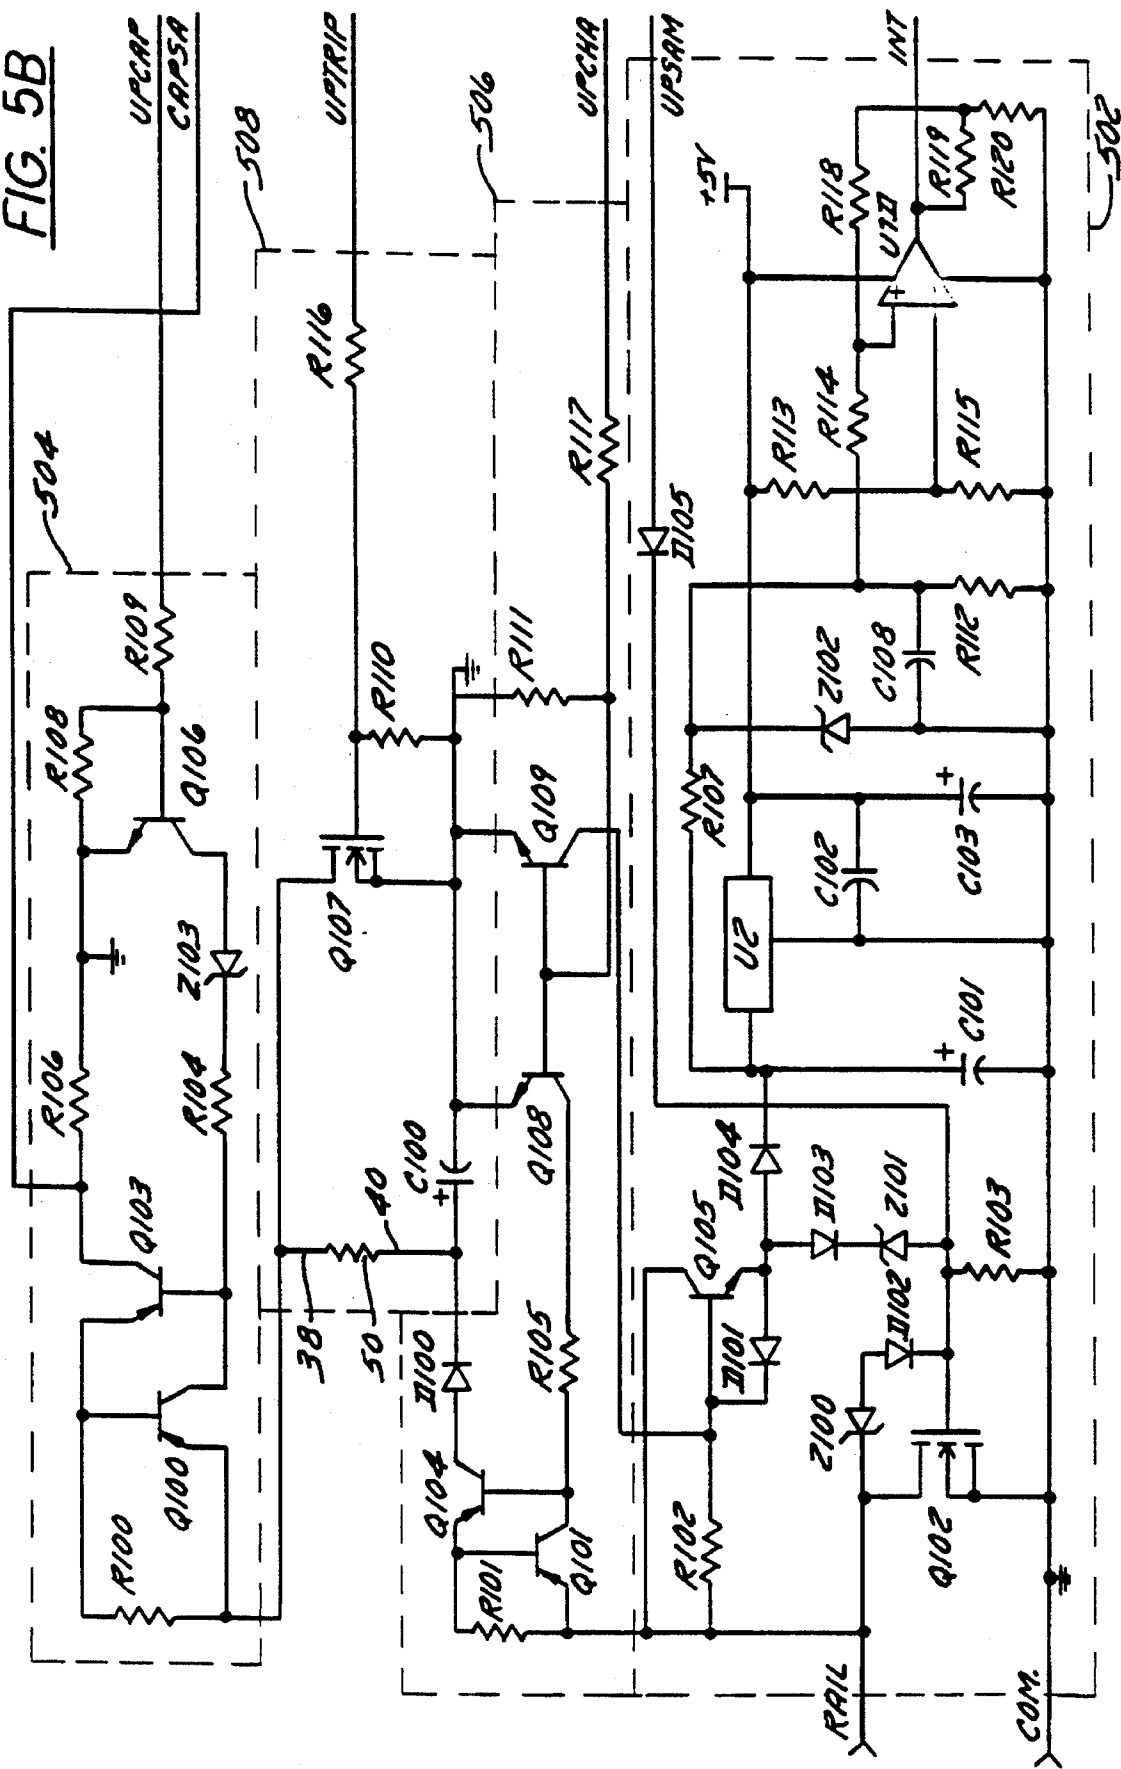 FIG. 5B
UPCAP
CAPSA
508
UPTRIP
506
UPCHA
UPSAM
INT
502
504
R109
R108
Q106
Z103
R106
R104
Q103
Q100
R100
R116
R110
Q107
R117
R111
Q109
Q108
C100
+
40
38
50
D100
R105
Q104
R101
Q101
D105
+5V
R118
U7D
+
R119
R120
R113
R114
R115
Z102
C108
R112
R107
C102
+
C103
U2
+
C101
Q105
D104
D103
Z101
R103
D101
D102
Z100
R102
Q102
RAIL
COM.